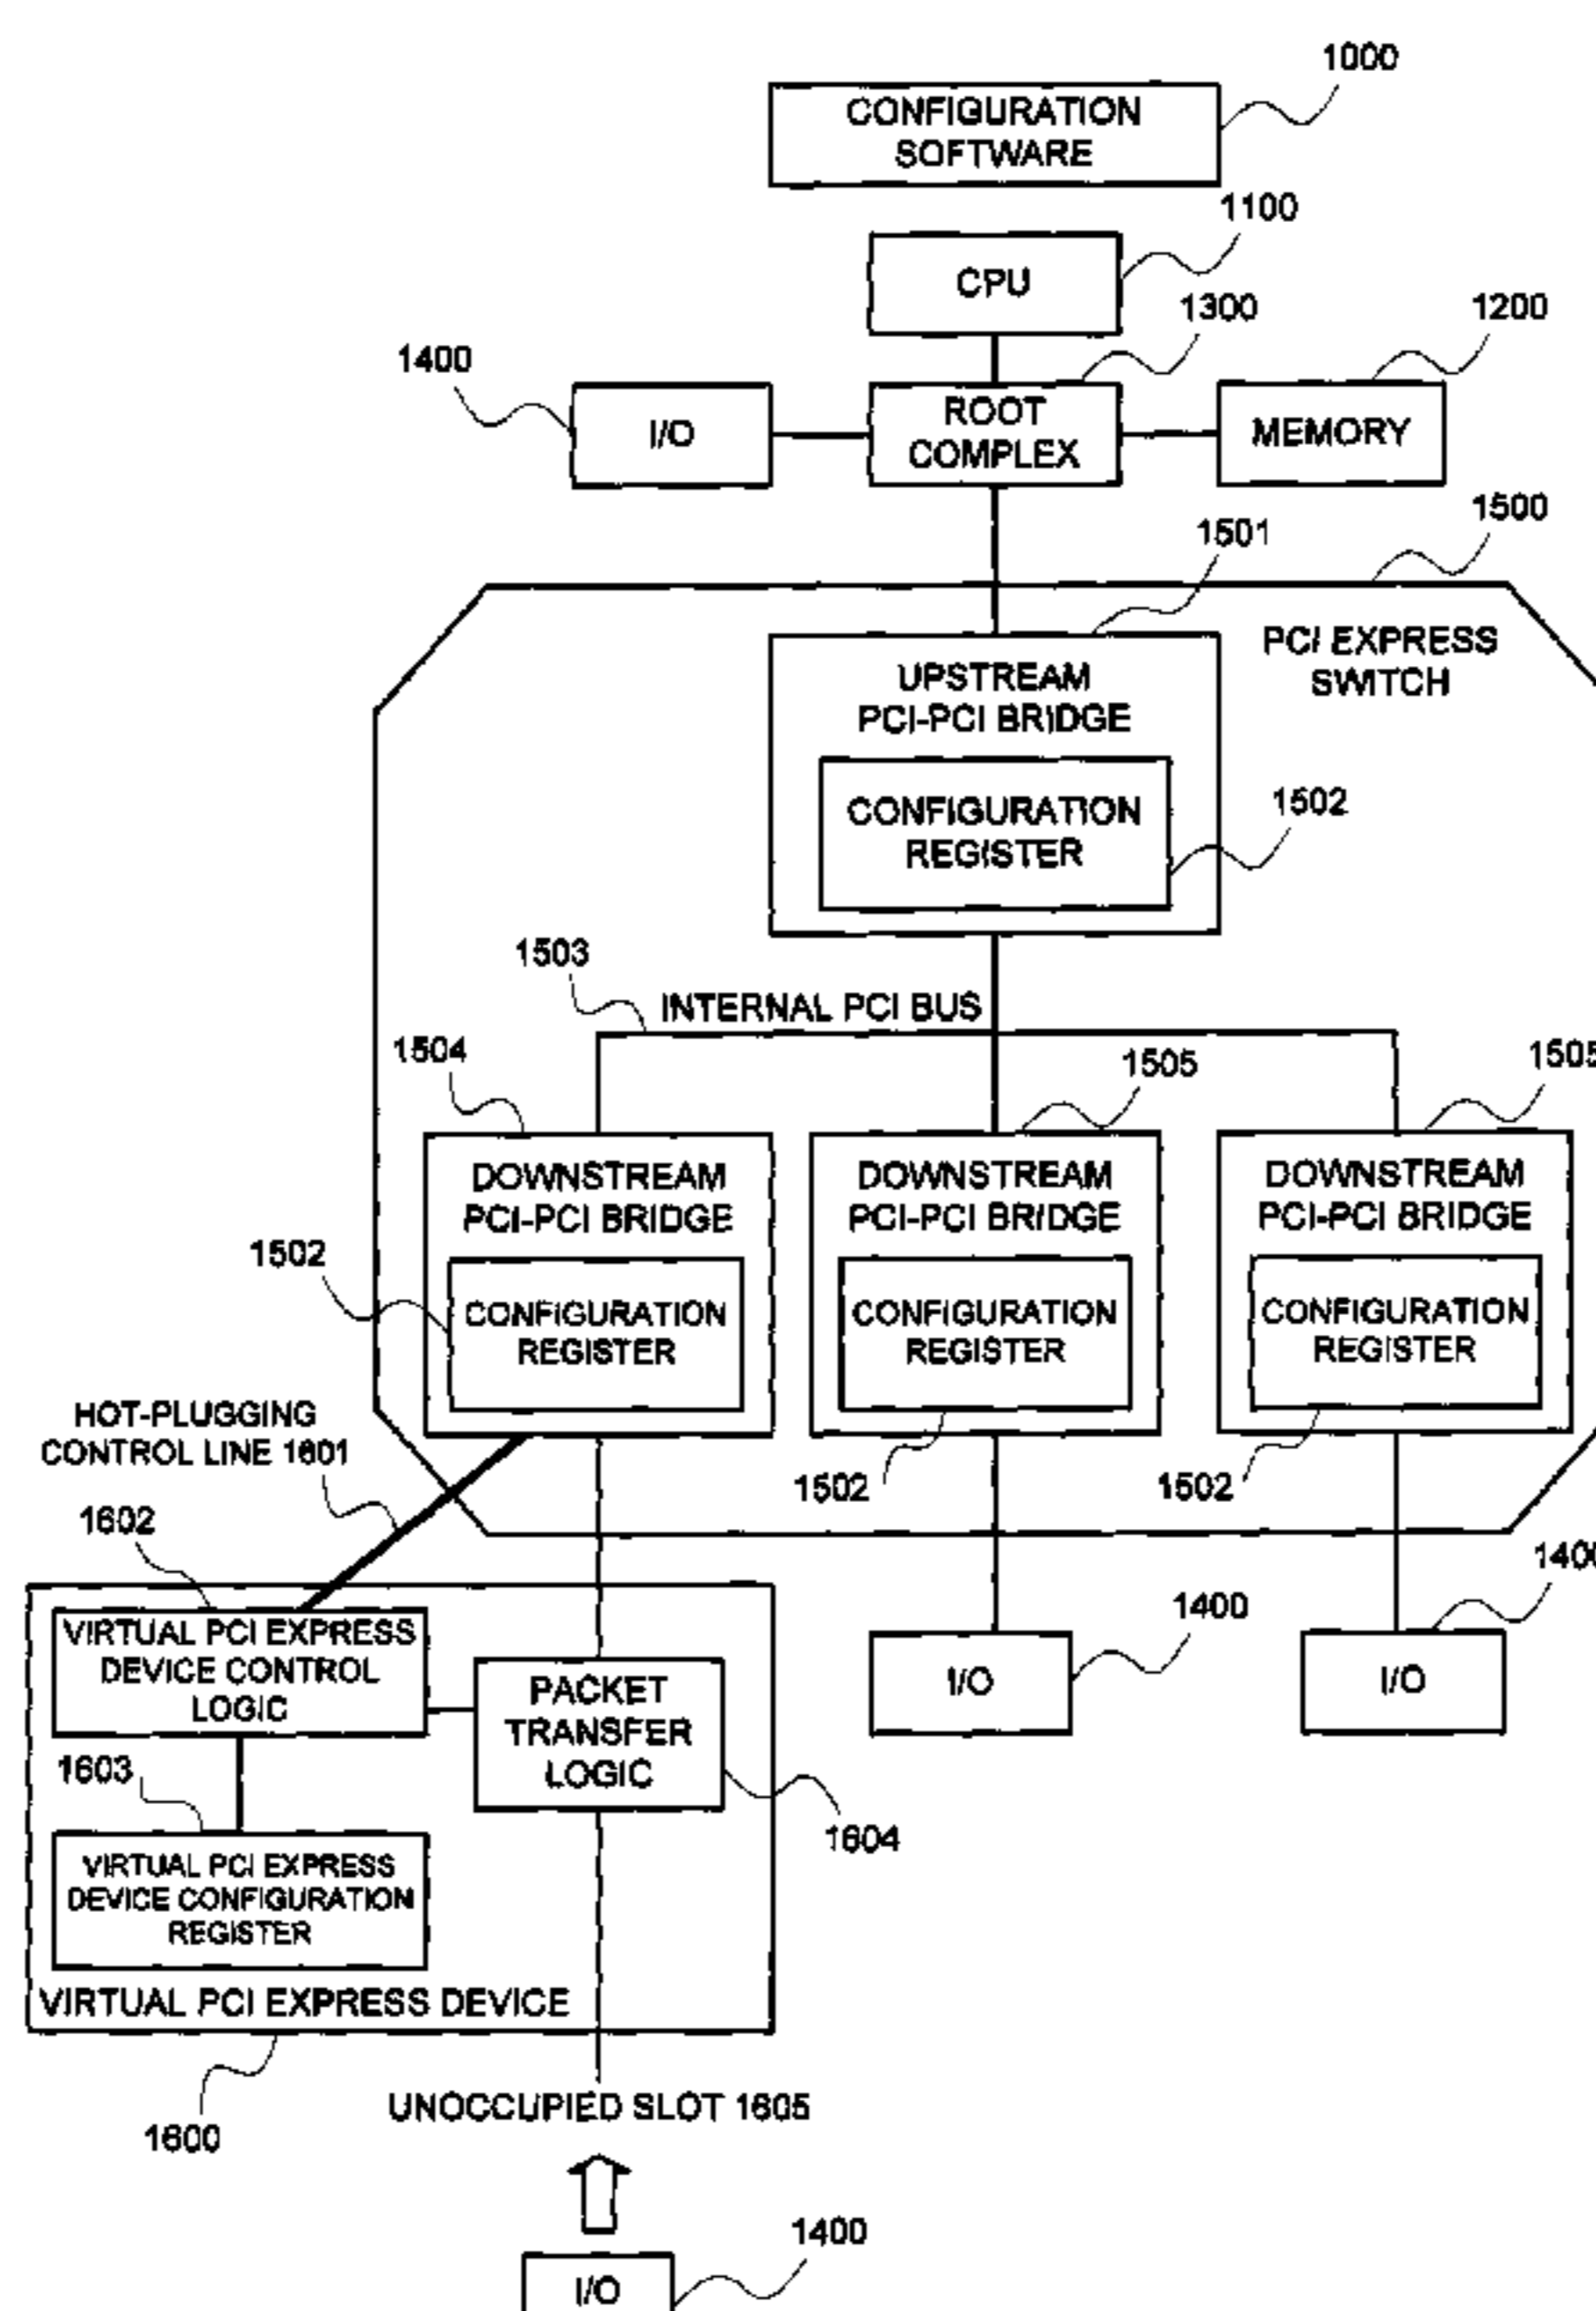 1000
CONFIGURATION
SOFTWARE
1100
CPU
1300
1200
1400
I/O
ROOT
COMPLEX
MEMORY
1500
1501
PCI EXPRESS
SWITCH
UPSTREAM
PCI-PCI BRIDGE
CONFIGURATION
REGISTER
1502
1503
INTERNAL PCI BUS
1504
1505
1505
DOWNSTREAM
PCI-PCI BRIDGE
DOWNSTREAM
PCI-PCI BRIDGE
DOWNSTREAM
PCI-PCI BRIDGE
1502
CONFIGURATION
REGISTER
CONFIGURATION
REGISTER
CONFIGURATION
REGISTER
HOT-PLUGGING
CONTROL LINE 1601
1502
1502
1602
VIRTUAL PCI EXPRESS
DEVICE CONTROL
LOGIC
PACKET
TRANSFER
LOGIC
1400
I/O
140
I/O
1603
1604
VIRTUAL PCI EXPRESS
DEVICE CONFIGURATION
REGISTER
VIRTUAL PCI EXPRESS DEVICE
UNOCCUPIED SLOT 1605
1600
1400
I/O